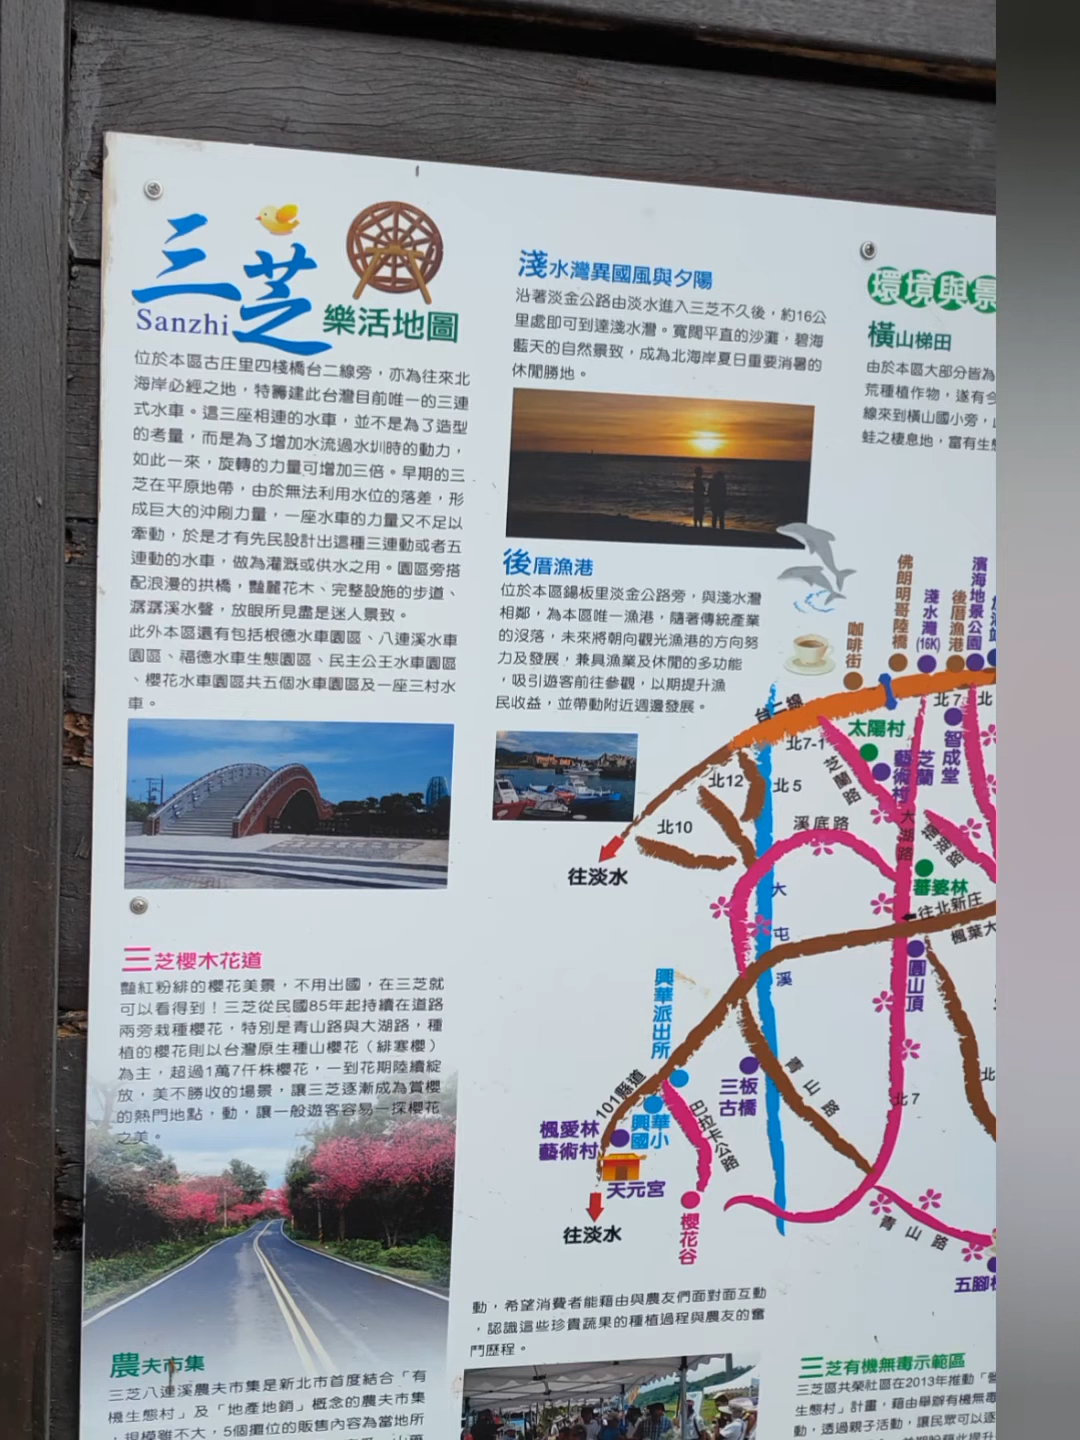 三芝
Sanzhi
樂活地圖
位於本區古庄里四棧橋台二線旁，亦為往來北
海岸必經之地，特籌建此台灣目前唯一的三連
式水車。這三座相連的水車，並不是為了造型
的考量，而是為了增加水流過水圳時的動力，
如此一來，旋轉的力量可增加三倍。早期的三
芝在平原地帶，由於無法利用水位的落差，形
成巨大的沖刷力量，一座水車的力量又不足以
牽動，於是才有先民設計出這種三連動或者五
連動的水車，做為灌溉或供水之用。園區旁搭
配浪漫的拱橋，豔麗花木、完整設施的步道、
潺潺溪水聲，放眼所見盡是迷人景致。
此外本區還有包括根德水車園區、八連溪水車
園區、福德水車生態園區、民主公王水車園區
、櫻花水車園區共五個水車園區及一座三村水
車。
三芝櫻木花道
豔紅粉緋的櫻花美景，不用出國，在三芝就
可以看得到！三芝從民國85年起持續在道路
兩旁栽種櫻花，特別是青山路與大湖路，種
植的櫻花則以台灣原生種山櫻花（緋寒櫻）
為主，超過1萬7仟株櫻花，一到花期陸續綻
放，美不勝收的場景，讓三芝逐漸成為賞櫻
的熱門地點，動，讓一般遊客容易一探櫻花
之美。
農夫市集
三芝八連溪農夫市集是新北市首度結合「有
機生態村」及「地產地銷」概念的農夫市集
，規模雖不大，5個攤位的販售內容為當地所
淺水灣異國風與夕陽
沿著淡金公路由淡水進入三芝不久後，約16公
里處即可到達淺水灣。寬闊平直的沙灘，碧海
藍天的自然景致，成為北海岸夏日重要消暑的
休閒勝地。
後厝漁港
位於本區錫板里淡金公路旁，與淺水灣
相鄰，為本區唯一漁港，隨著傳統產業
的沒落，未來將朝向觀光漁港的方向努
力及發展，兼具漁業及休閒的多功能
，吸引遊客前往參觀，以期提升漁
民收益，並帶動附近週邊發展。
動，希望消費者能藉由與農友們面對面互動
，認識這些珍貴蔬果的種植過程與農友的奮
鬥歷程。
環境與景
橫山梯田
由於本區大部分皆為
荒種植作物，遂有今
線來到橫山國小旁，
蛙之棲息地，富有生態
咖啡街
佛朗明哥陸橋
淺水灣(16K)
後厝漁港
濱海地景公園
台二線
北7
北
北7-1
太陽村
芝蘭路
藝術村
芝蘭
智成堂
北12
北5
北10
溪底路
大湖路
往淡水
蕃婆林
往北新庄
楓葉大
大屯溪
圓山頂
興華派出所
三板古橋
青山路
北
北7
101縣道
興華國小
巴拉卡公路
楓愛林藝術村
天元宮
往淡水
櫻花谷
青山路
五腳
三芝有機無毒示範區
三芝區共榮社區在2013年推動「
生態村」計畫，藉由舉辦有機無毒
動，透過親子活動，讓民眾可以逐